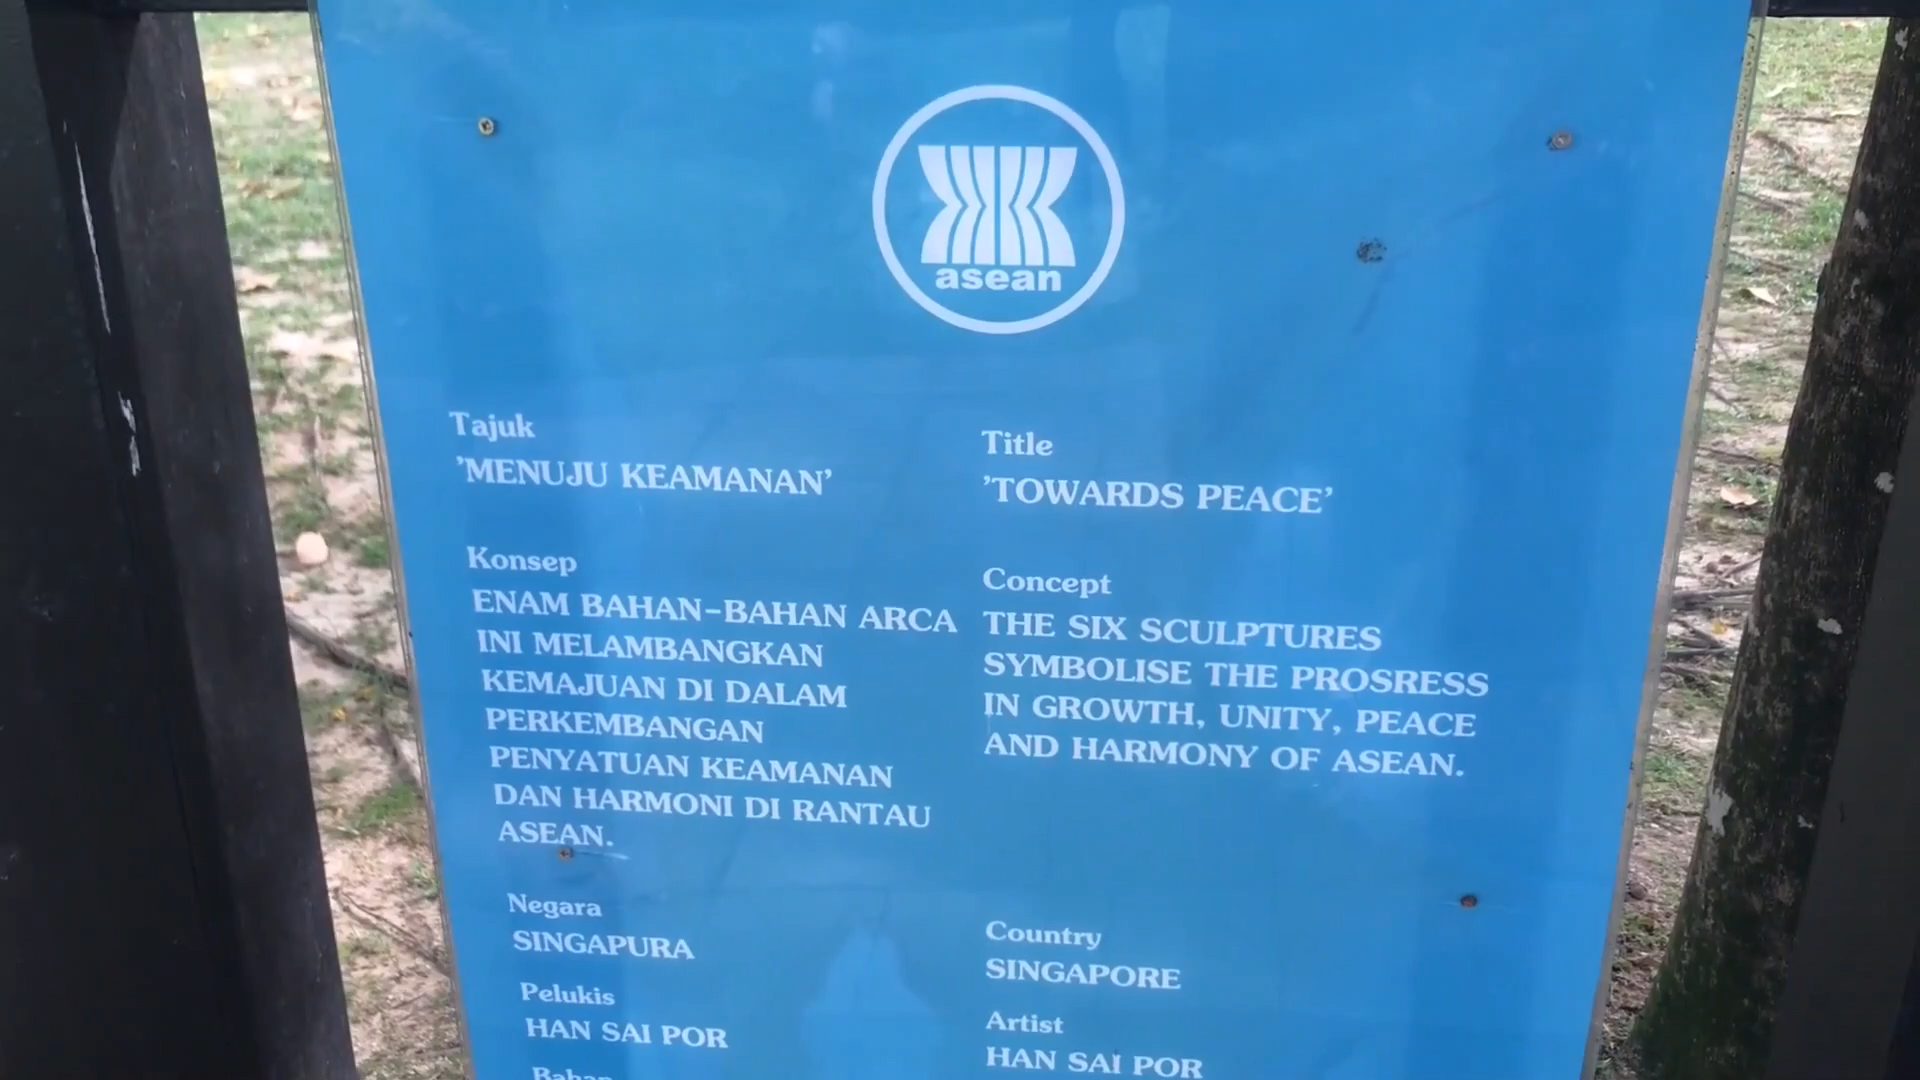 asean
Tajuk
'MENUJU KEAMANAN'
Konsep
ENAM BAHAN-BAHAN ARCA
INI MELAMBANGKAN
KEMAJUAN DI DALAM
PERKEMBANGAN
PENYATUAN KEAMANAN
DAN HARMONI DI RANTAU
ASEAN.
Negara
SINGAPURA
Pelukis
HAN SAI POR
Bahan
Title
'TOWARDS PEACE'
Concept
THE SIX SCULPTURES
SYMBOLISE THE PROSRESS
IN GROWTH, UNITY, PEACE
AND HARMONY OF ASEAN.
Country
SINGAPORE
Artist
HAN SAI POR